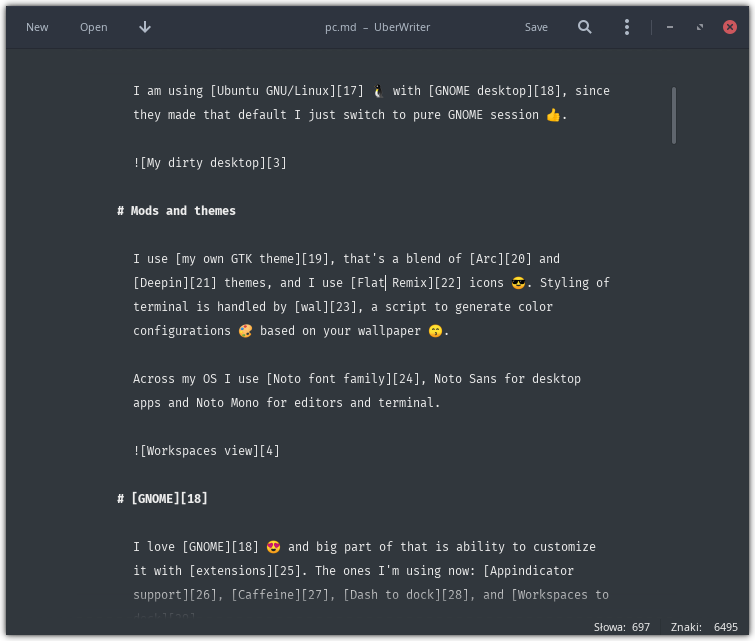 New Open pc.md – UberWriter Save
I am using [Ubuntu GNU/Linux][17] 🐧 with [GNOME desktop][18], since
they made that default I just switch to pure GNOME session 👍.
![My dirty desktop][3]
# Mods and themes
I use [my own GTK theme][19], that's a blend of [Arc][20] and
[Deepin][21] themes, and I use [Flat Remix][22] icons 😎. Styling of
terminal is handled by [wal][23], a script to generate color
configurations 🎨 based on your wallpaper 😙.
Across my OS I use [Noto font family][24], Noto Sans for desktop
apps and Noto Mono for editors and terminal.
![Workspaces view][4]
# [GNOME][18]
I love [GNOME][18] 😍 and big part of that is ability to customize
it with [extensions][25]. The ones I'm using now: [Appindicator
support][26], [Caffeine][27], [Dash to dock][28], and [Workspaces to
Słowa: 697 Znaki: 6495